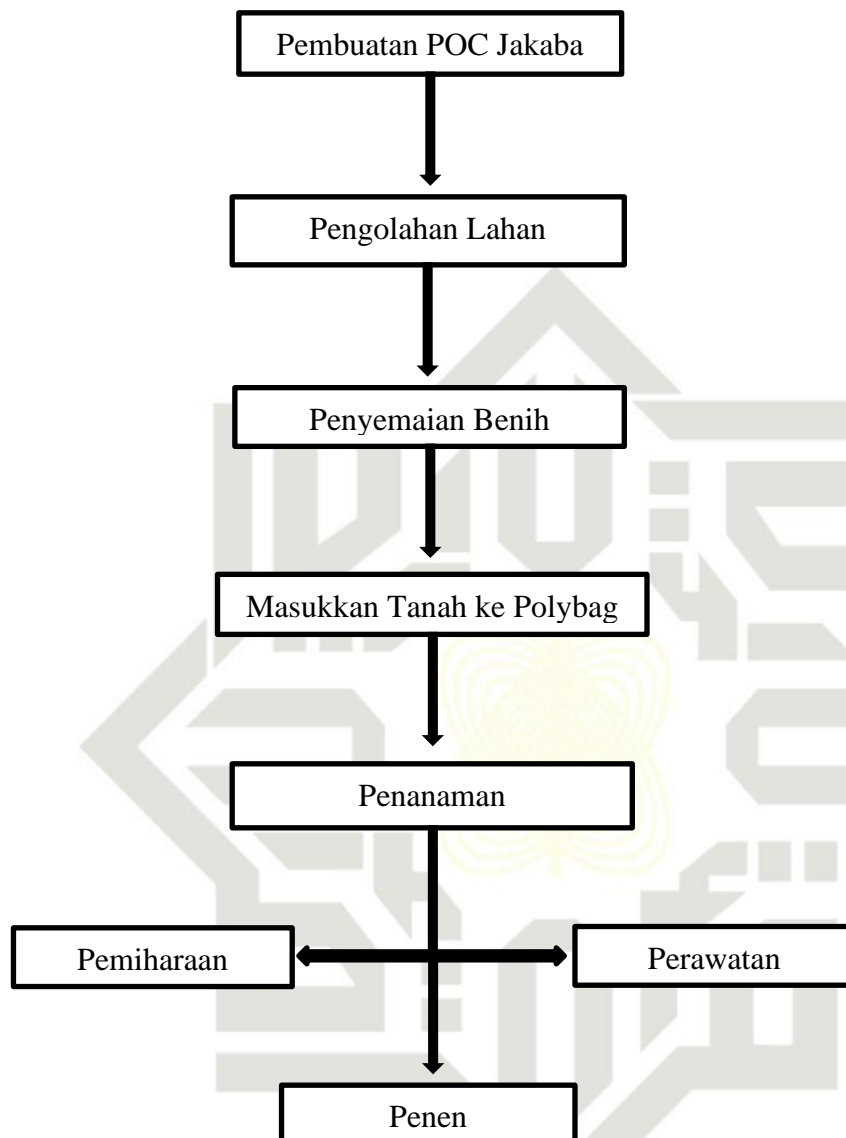 Pembuatan POC Jakaba
Pengolahan Lahan
Penyemaian Benih
Masukkan Tanah ke Polybag
Penanaman
Pemiharaan
Perawatan
Penen